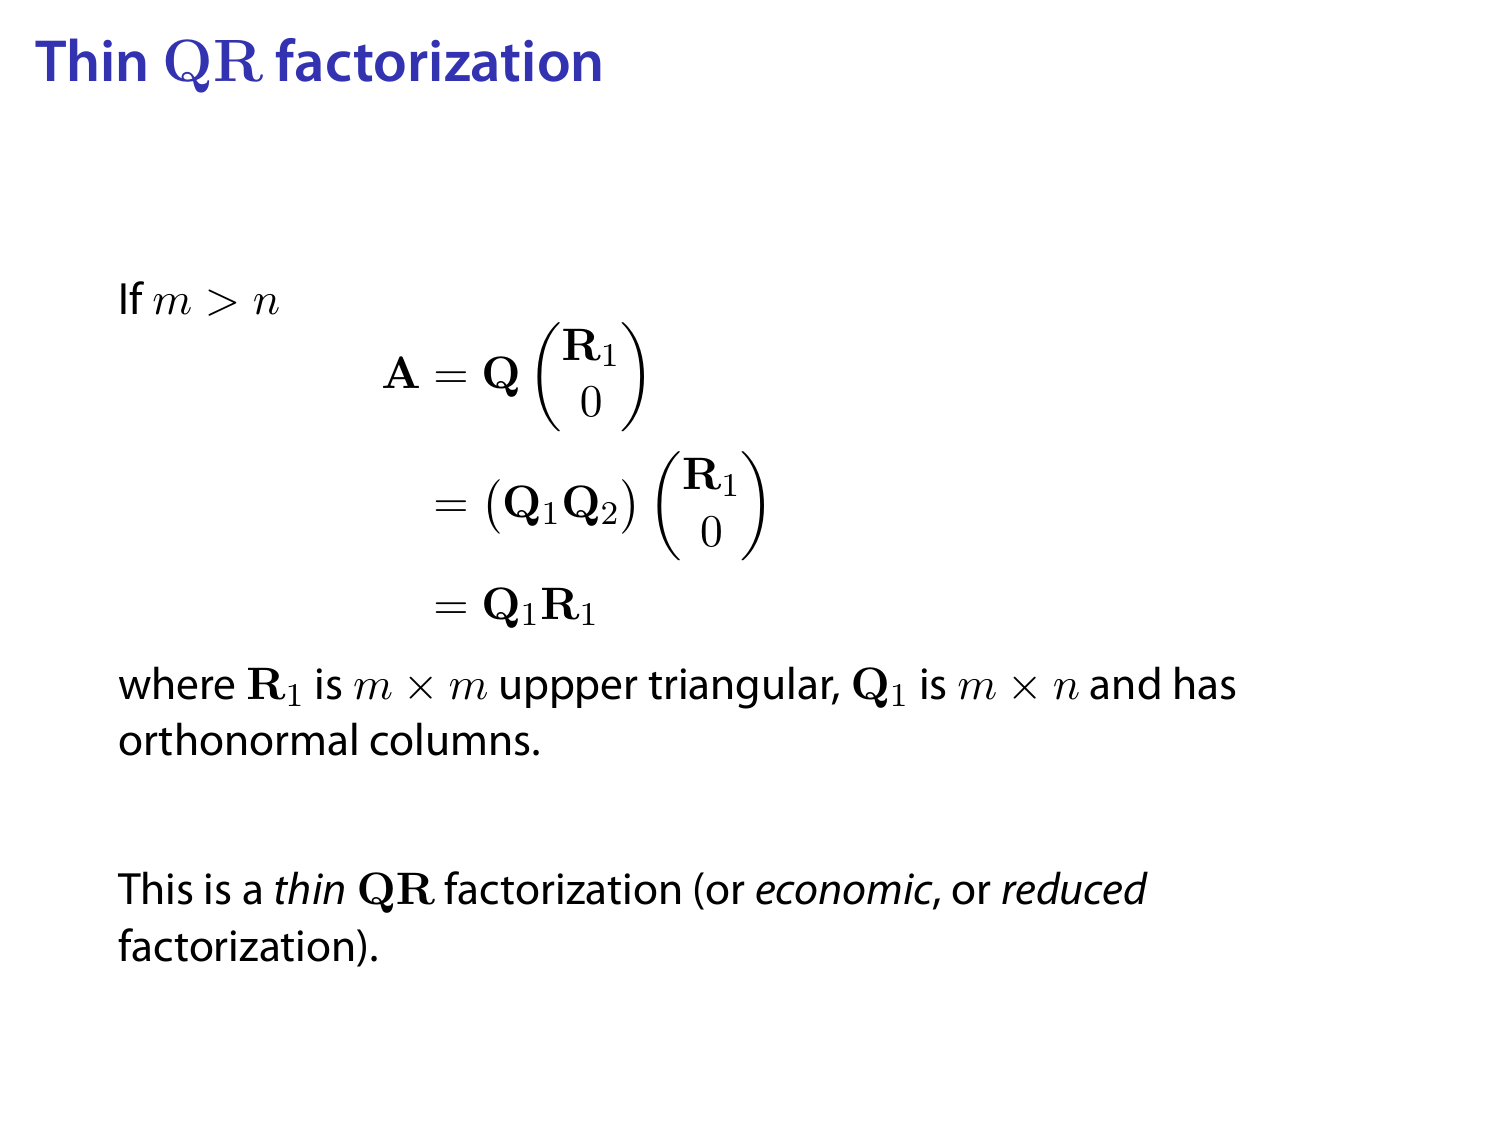 Thin QR factorization
If m > n
A = Q (R₁ 0)
= (Q₁Q₂) (R₁ 0)
= Q₁R₁
where R₁ is m × m uppper triangular, Q₁ is m × n and has
orthonormal columns.
This is a thin QR factorization (or economic, or reduced
factorization).